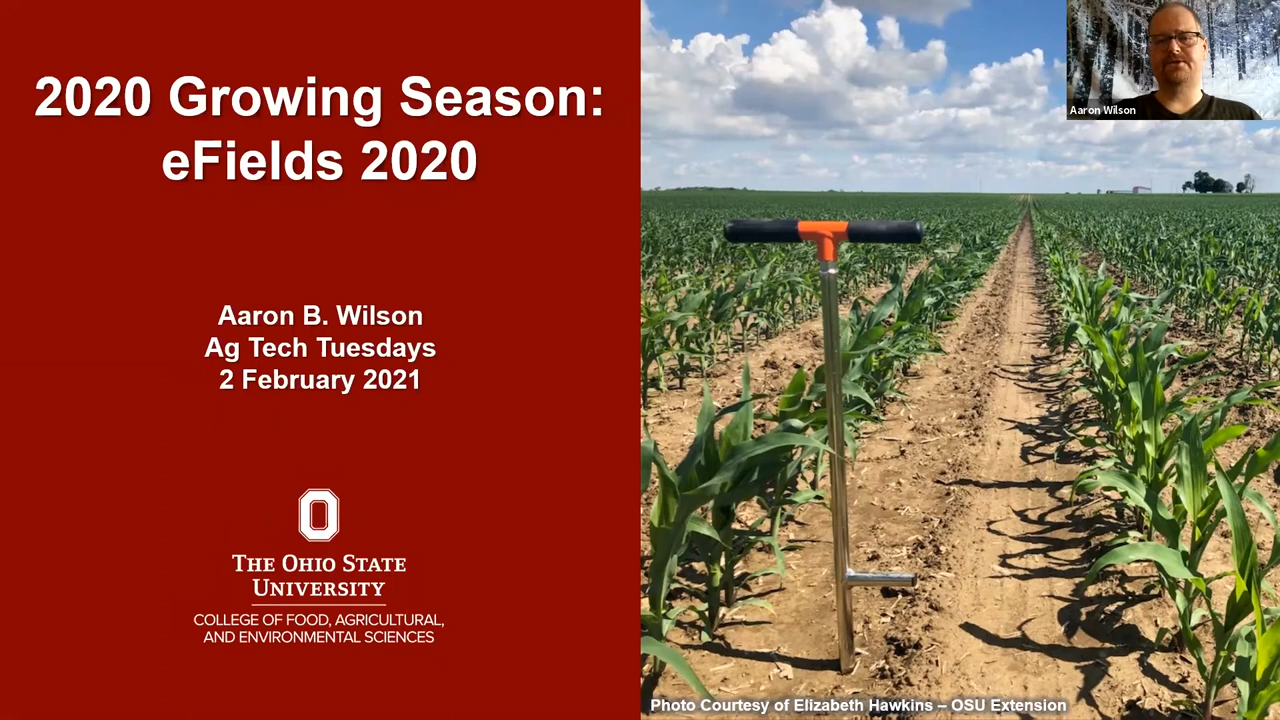 2020 Growing Season:
eFields 2020
Aaron B. Wilson
Ag Tech Tuesdays
2 February 2021
THE OHIO STATE
UNIVERSITY
COLLEGE OF FOOD, AGRICULTURAL,
AND ENVIRONMENTAL SCIENCES
Aaron Wilson
Photo Courtesy of Elizabeth Hawkins – OSU Extension